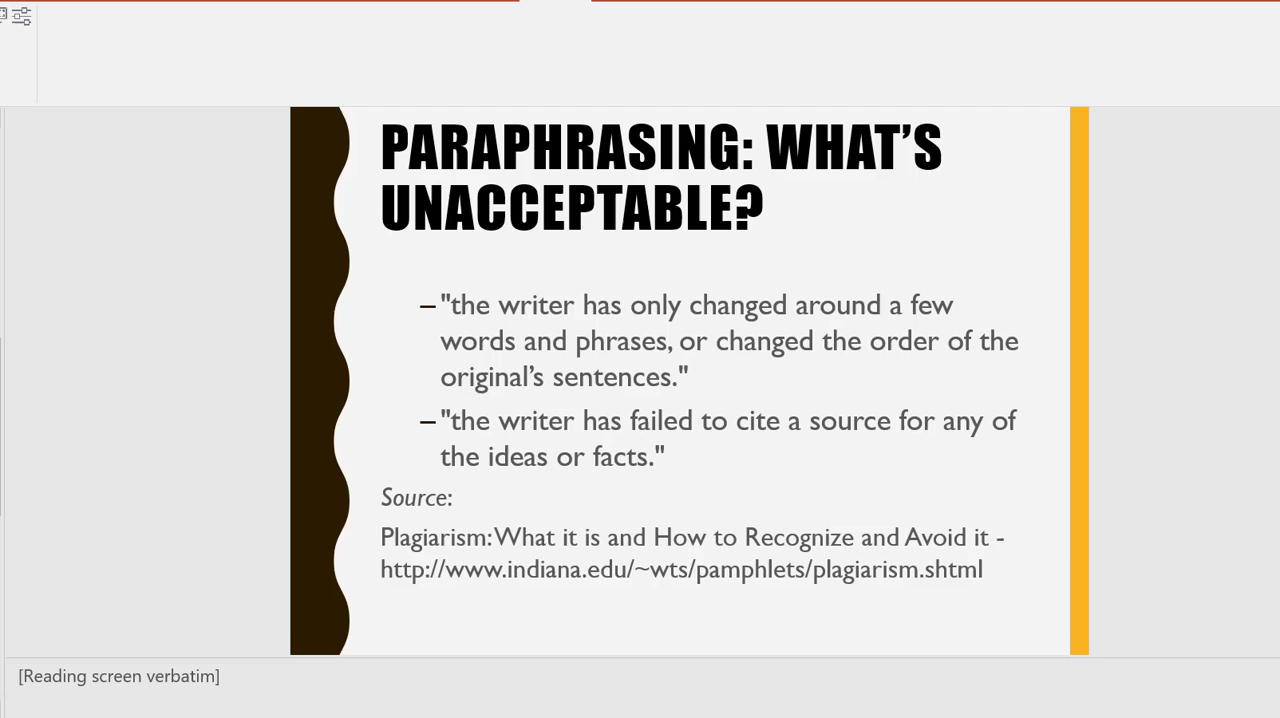 PARAPHRASING: WHAT’S
UNACCEPTABLE?
–"the writer has only changed around a few
words and phrases, or changed the order of the
original’s sentences."
–"the writer has failed to cite a source for any of
the ideas or facts."
Source:
Plagiarism: What it is and How to Recognize and Avoid it -
http://www.indiana.edu/~wts/pamphlets/plagiarism.shtml
[Reading screen verbatim]